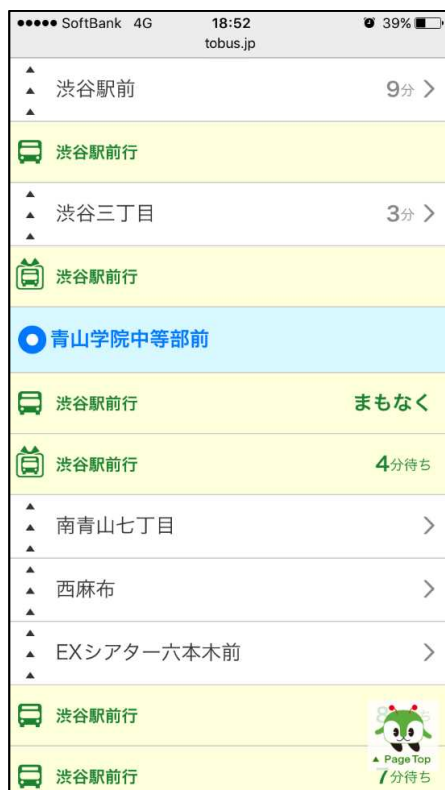 ●●●●● SoftBank 4G 18:52 39%
tobus.jp
渋谷駅前 9分
渋谷駅前行
渋谷三丁目 3分
渋谷駅前行
青山学院中等部前
渋谷駅前行 まもなく
渋谷駅前行 4分待ち
南青山七丁目
西麻布
EXシアター六本木前
渋谷駅前行
▲ Page Top
渋谷駅前行 7分待ち